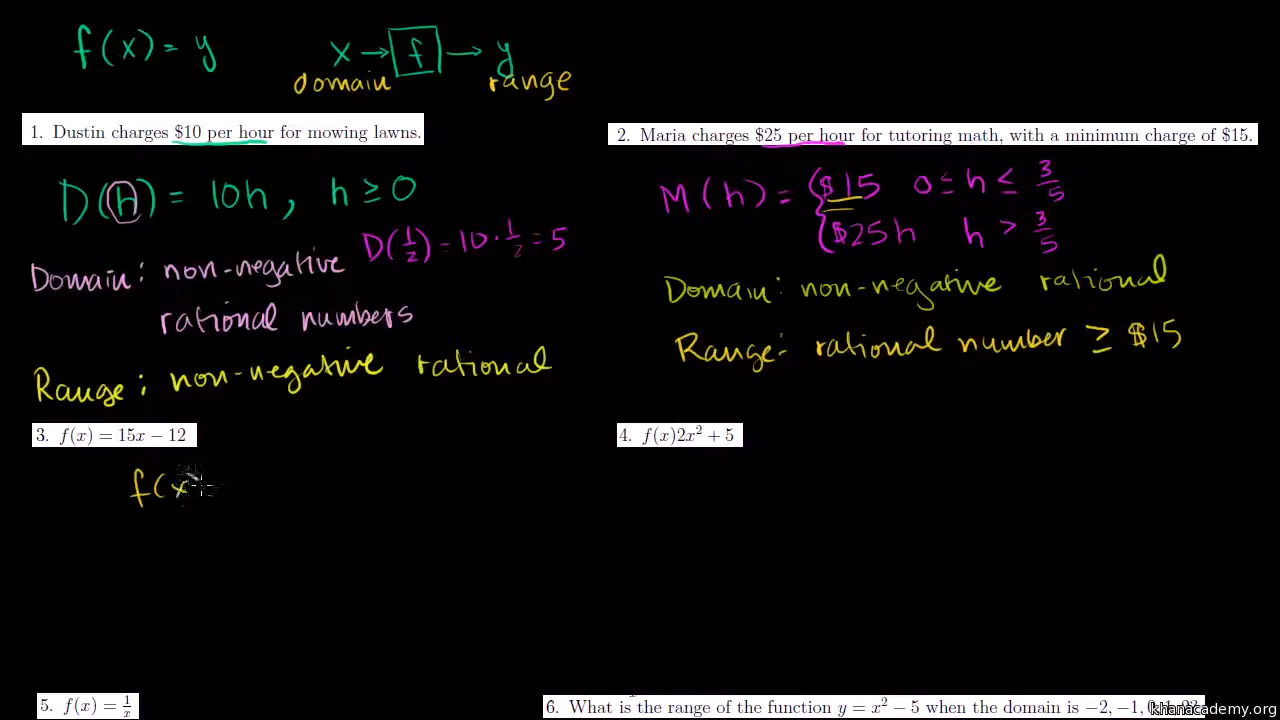 f(x) = y x → f → y
domain range
1. Dustin charges $10 per hour for mowing lawns.
D(h) = 10h, h ≥ 0
D(1/2) = 10 · 1/2 = 5
Domain: non-negative
rational numbers
Range: non-negative rational
2. Maria charges $25 per hour for tutoring math, with a minimum charge of $15.
M(h) = { $15 0 ≤ h ≤ 3/5
$25h h > 3/5
Domain: non-negative rational
Range: rational number ≥ $15
3. f(x) = 15x − 12
f(x
4. f(x)2x² + 5
5. f(x) = 1/x
6. What is the range of the function y = x² − 5 when the domain is −2, −1,
khanacademy.org